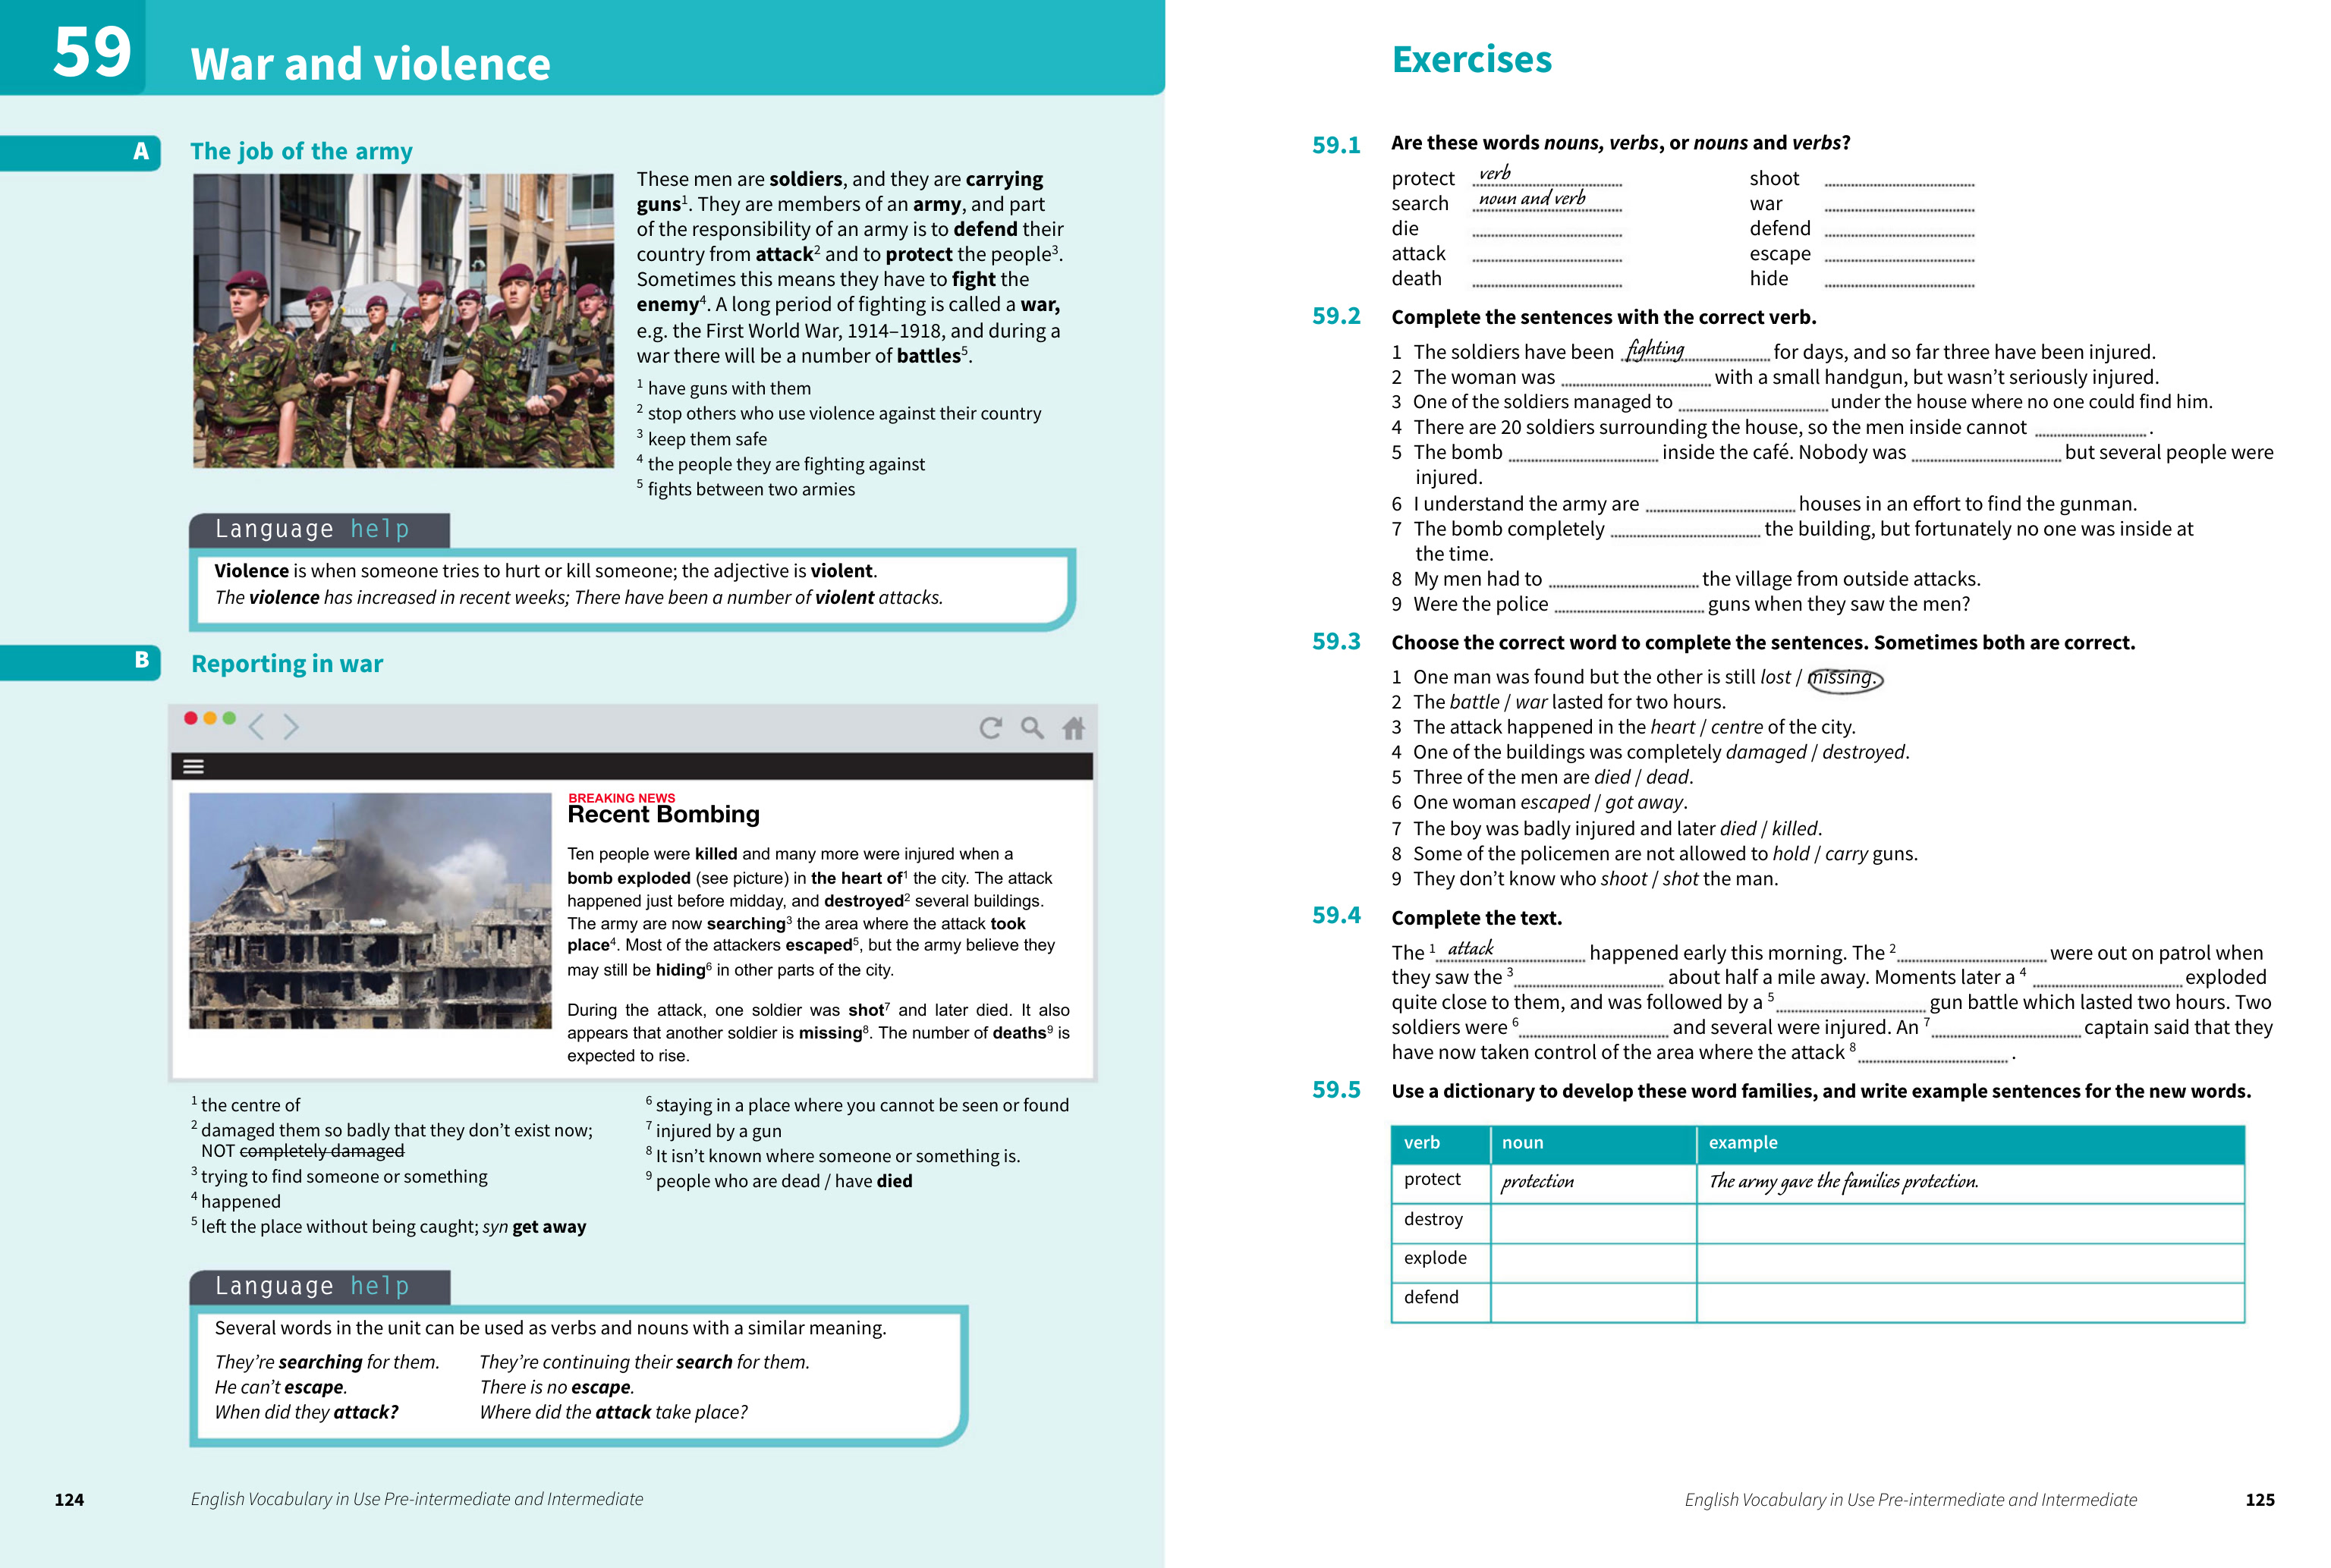 59
War and violence
A
The job of the army
These men are soldiers, and they are carrying
guns1. They are members of an army, and part
of the responsibility of an army is to defend their
country from attack2 and to protect the people3.
Sometimes this means they have to fight the
enemy4. A long period of fighting is called a war,
e.g. the First World War, 1914–1918, and during a
war there will be a number of battles5.
1 have guns with them
2 stop others who use violence against their country
3 keep them safe
4 the people they are fighting against
5 fights between two armies
Language help
Violence is when someone tries to hurt or kill someone; the adjective is violent.
The violence has increased in recent weeks; There have been a number of violent attacks.
B
Reporting in war
BREAKING NEWS
Recent Bombing
Ten people were killed and many more were injured when a
bomb exploded (see picture) in the heart of1 the city. The attack
happened just before midday, and destroyed2 several buildings.
The army are now searching3 the area where the attack took
place4. Most of the attackers escaped5, but the army believe they
may still be hiding6 in other parts of the city.
During the attack, one soldier was shot7 and later died. It also
appears that another soldier is missing8. The number of deaths9 is
expected to rise.
1 the centre of
2 damaged them so badly that they don't exist now;
NOT completely damaged
3 trying to find someone or something
4 happened
5 left the place without being caught; syn get away
6 staying in a place where you cannot be seen or found
7 injured by a gun
8 It isn't known where someone or something is.
9 people who are dead / have died
Language help
Several words in the unit can be used as verbs and nouns with a similar meaning.
They're searching for them. They're continuing their search for them.
He can't escape. There is no escape.
When did they attack? Where did the attack take place?
124 English Vocabulary in Use Pre-intermediate and Intermediate
Exercises
59.1 Are these words nouns, verbs, or nouns and verbs?
protect verb shoot
search noun and verb war
die defend
attack escape
death hide
59.2 Complete the sentences with the correct verb.
1 The soldiers have been fighting for days, and so far three have been injured.
2 The woman was with a small handgun, but wasn't seriously injured.
3 One of the soldiers managed to under the house where no one could find him.
4 There are 20 soldiers surrounding the house, so the men inside cannot .
5 The bomb inside the café. Nobody was but several people were
injured.
6 I understand the army are houses in an effort to find the gunman.
7 The bomb completely the building, but fortunately no one was inside at
the time.
8 My men had to the village from outside attacks.
9 Were the police guns when they saw the men?
59.3 Choose the correct word to complete the sentences. Sometimes both are correct.
1 One man was found but the other is still lost / missing.
2 The battle / war lasted for two hours.
3 The attack happened in the heart / centre of the city.
4 One of the buildings was completely damaged / destroyed.
5 Three of the men are died / dead.
6 One woman escaped / got away.
7 The boy was badly injured and later died / killed.
8 Some of the policemen are not allowed to hold / carry guns.
9 They don't know who shoot / shot the man.
59.4 Complete the text.
The 1 attack happened early this morning. The 2 were out on patrol when
they saw the 3 about half a mile away. Moments later a 4 exploded
quite close to them, and was followed by a 5 gun battle which lasted two hours. Two
soldiers were 6 and several were injured. An 7 captain said that they
have now taken control of the area where the attack 8 .
59.5 Use a dictionary to develop these word families, and write example sentences for the new words.
verb noun example
protect protection The army gave the families protection.
destroy
explode
defend
English Vocabulary in Use Pre-intermediate and Intermediate 125